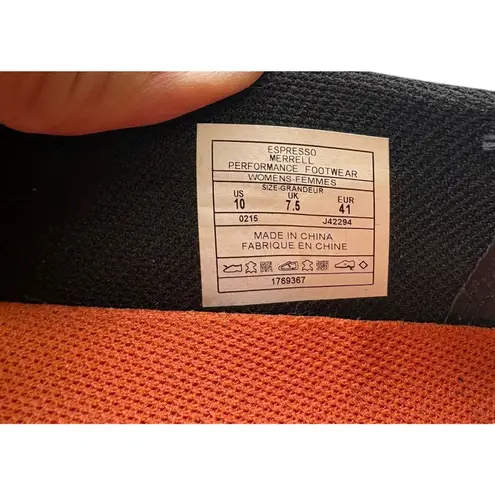 ESPRESSO
MERRELL
PERFORMANCE FOOTWEAR
WOMENS-FEMMES
SIZE-GRANDEUR
US UK EUR
10 7.5 41
0215 J42294
MADE IN CHINA
FABRIQUE EN CHINE
1769367